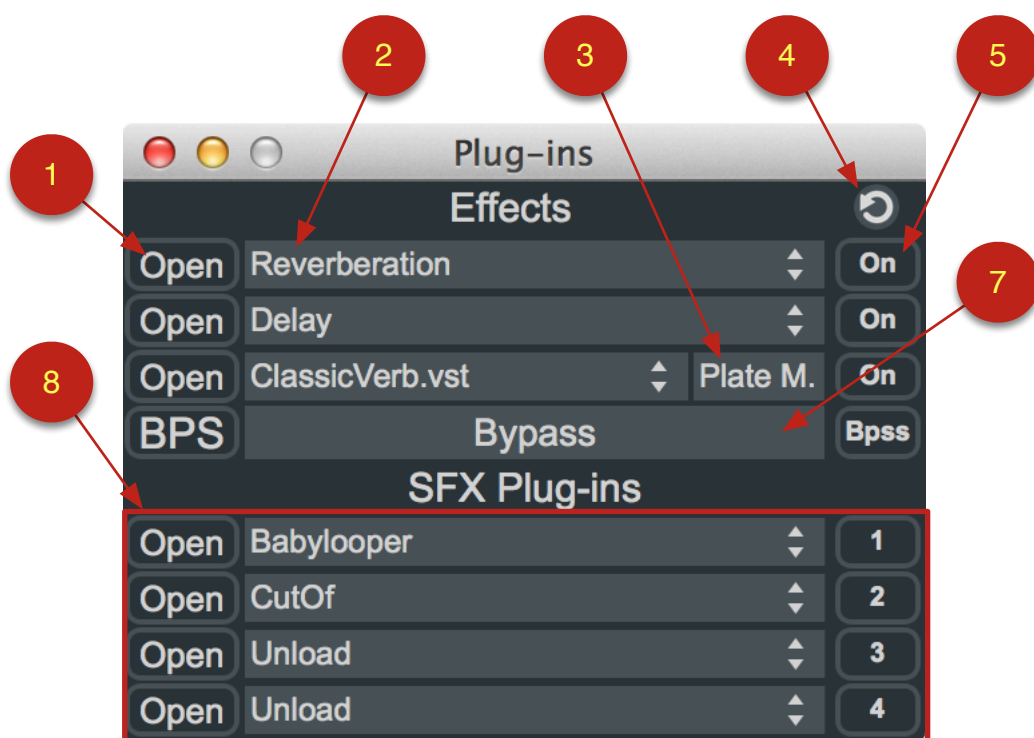 2 3 4 5
1
Plug-ins
Effects
Open Reverberation On
7
Open Delay On
8
Open ClassicVerb.vst Plate M. On
BPS Bypass Bpss
SFX Plug-ins
Open Babylooper 1
Open CutOf 2
Open Unload 3
Open Unload 4